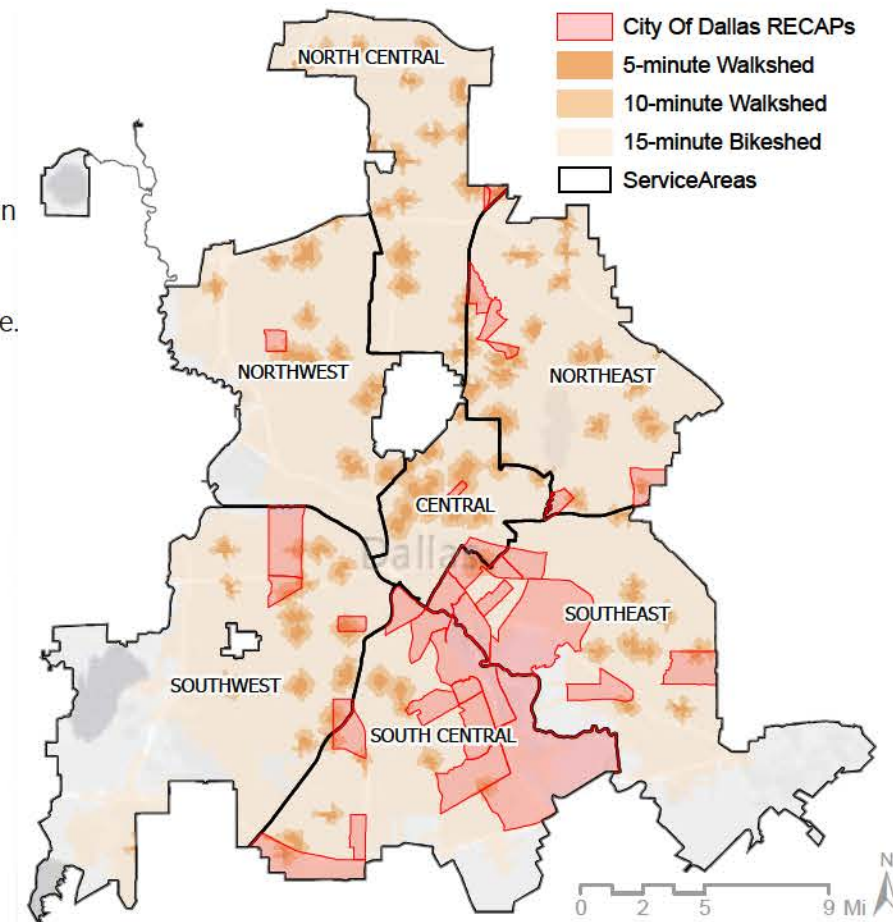 City Of Dallas RECAPs
5-minute Walkshed
10-minute Walkshed
15-minute Bikeshed
ServiceAreas
n
e.
NORTH CENTRAL
NORTHWEST
NORTHEAST
CENTRAL
Dallas
SOUTHEAST
SOUTHWEST
SOUTH CENTRAL
N
0 2 5 9 Mi